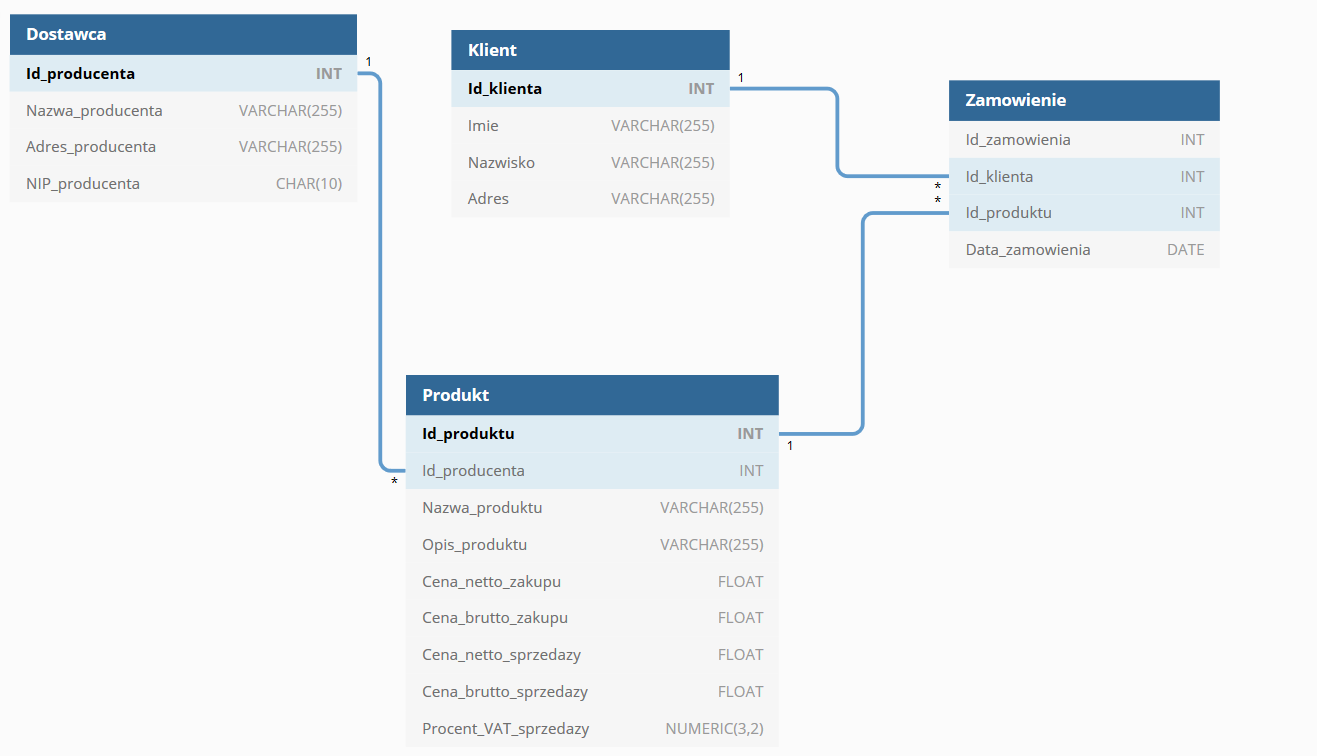 Dostawca
Id_producenta INT
Nazwa_producenta VARCHAR(255)
Adres_producenta VARCHAR(255)
NIP_producenta CHAR(10)
1
Klient
Id_klienta INT
Imie VARCHAR(255)
Nazwisko VARCHAR(255)
Adres VARCHAR(255)
1
Zamowienie
Id_zamowienia INT
Id_klienta INT
Id_produktu INT
Data_zamowienia DATE
*
*
Produkt
Id_produktu INT
Id_producenta INT
Nazwa_produktu VARCHAR(255)
Opis_produktu VARCHAR(255)
Cena_netto_zakupu FLOAT
Cena_brutto_zakupu FLOAT
Cena_netto_sprzedazy FLOAT
Cena_brutto_sprzedazy FLOAT
Procent_VAT_sprzedazy NUMERIC(3,2)
1
*